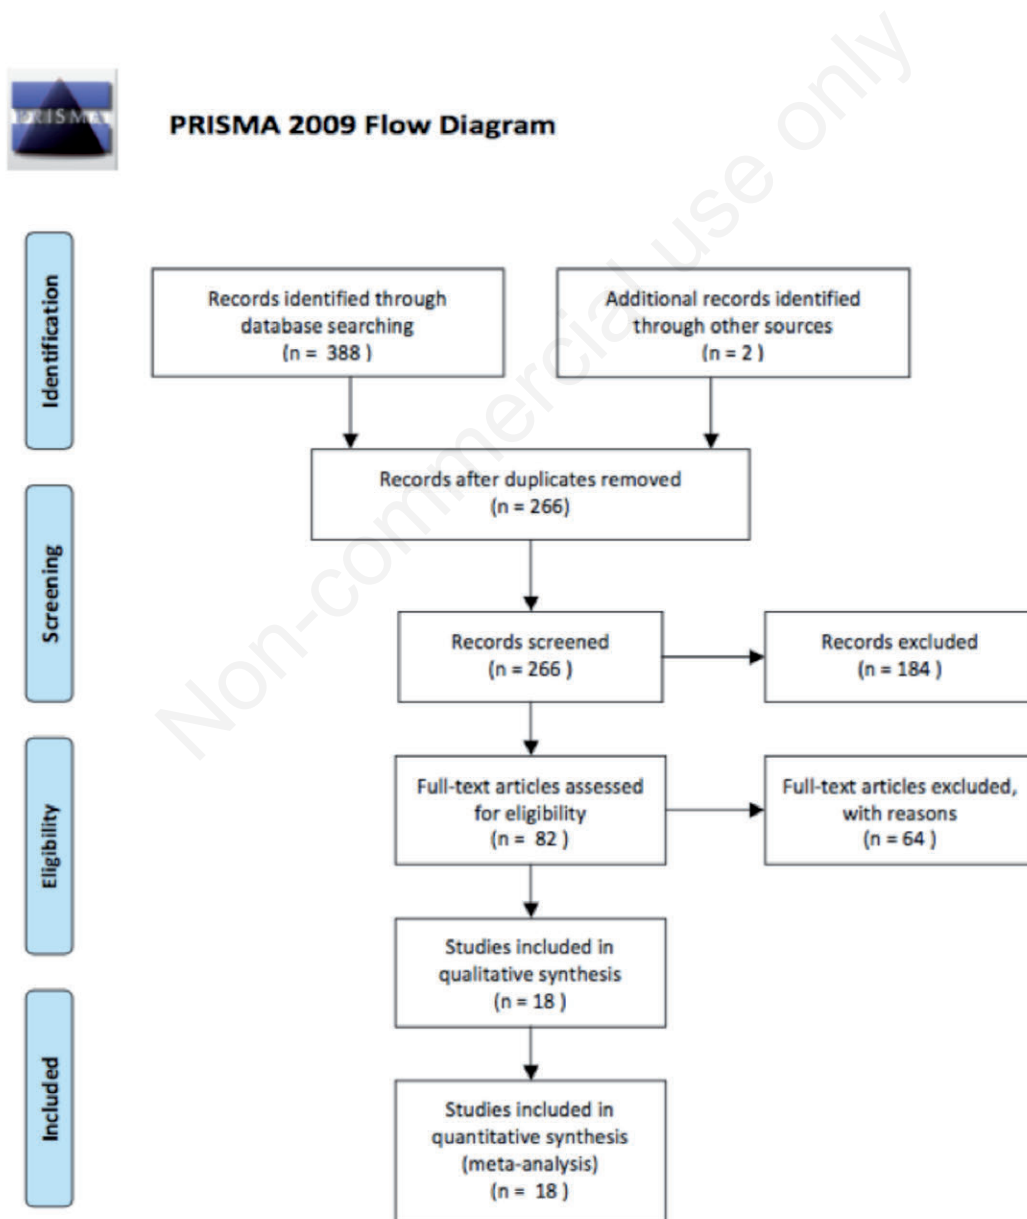 PRISMA
PRISMA 2009 Flow Diagram
Identification
Records identified through
database searching
(n = 388 )
Additional records identified
through other sources
(n = 2 )
Records after duplicates removed
(n = 266)
Screening
Records screened
(n = 266 )
Records excluded
(n = 184 )
Eligibility
Full-text articles assessed
for eligibility
(n = 82 )
Full-text articles excluded,
with reasons
(n = 64 )
Studies included in
qualitative synthesis
(n = 18 )
Included
Studies included in
quantitative synthesis
(meta-analysis)
(n = 18 )
Non-commercial use only